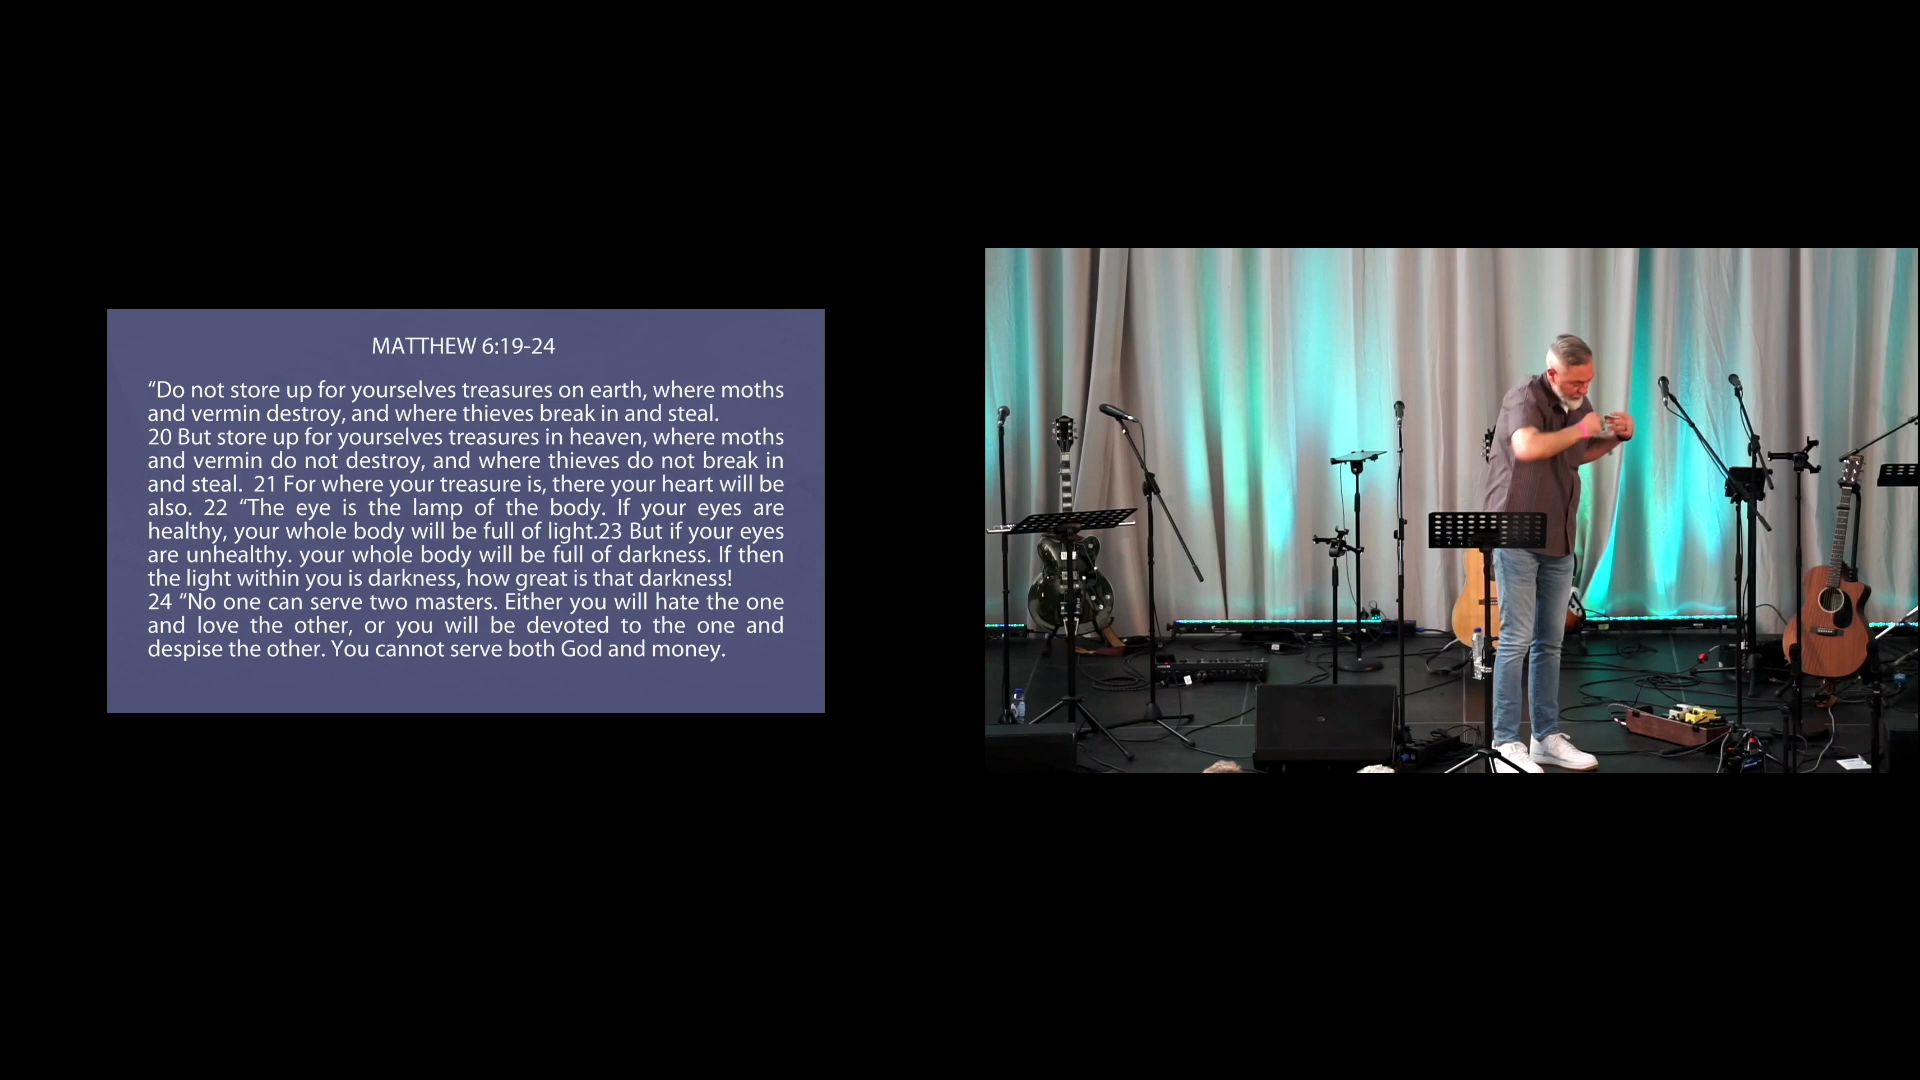 MATTHEW 6:19-24
“Do not store up for yourselves treasures on earth, where moths
and vermin destroy, and where thieves break in and steal.
20 But store up for yourselves treasures in heaven, where moths
and vermin do not destroy, and where thieves do not break in
and steal.  21 For where your treasure is, there your heart will be
also. 22 “The eye is the lamp of the body. If your eyes are
healthy, your whole body will be full of light.23 But if your eyes
are unhealthy. your whole body will be full of darkness. If then
the light within you is darkness, how great is that darkness!
24 “No one can serve two masters. Either you will hate the one
and love the other, or you will be devoted to the one and
despise the other. You cannot serve both God and money.